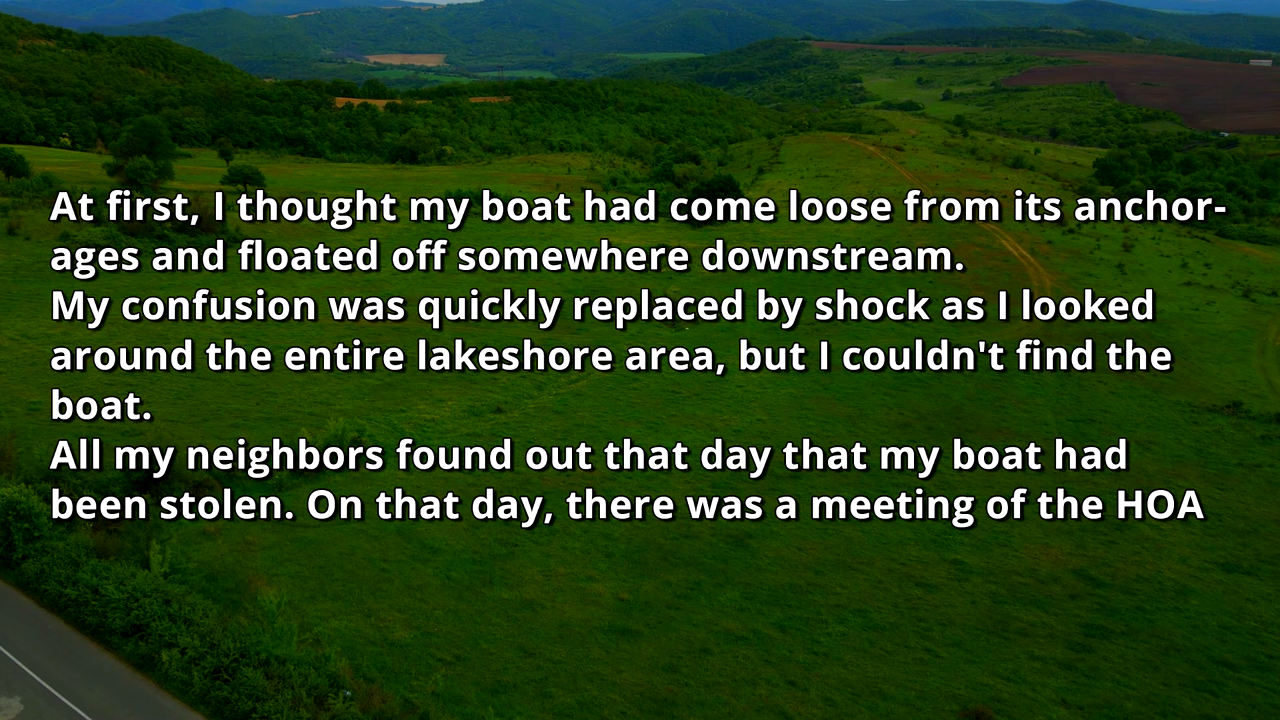 At first, I thought my boat had come loose from its anchor-
ages and floated off somewhere downstream.
My confusion was quickly replaced by shock as I looked
around the entire lakeshore area, but I couldn't find the
boat.
All my neighbors found out that day that my boat had
been stolen. On that day, there was a meeting of the HOA